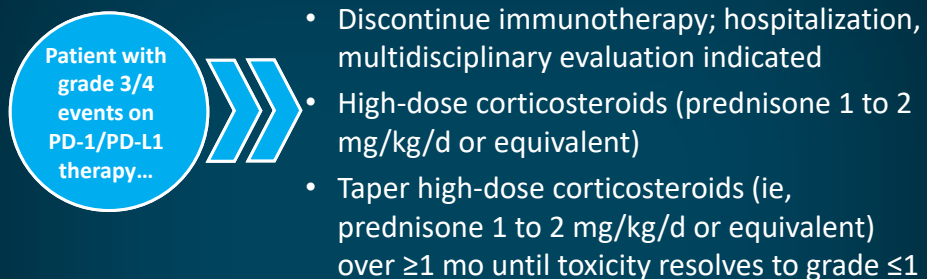 Patient with
grade 3/4
events on
PD-1/PD-L1
therapy…
• Discontinue immunotherapy; hospitalization,
multidisciplinary evaluation indicated
• High-dose corticosteroids (prednisone 1 to 2
mg/kg/d or equivalent)
• Taper high-dose corticosteroids (ie,
prednisone 1 to 2 mg/kg/d or equivalent)
over ≥1 mo until toxicity resolves to grade ≤1